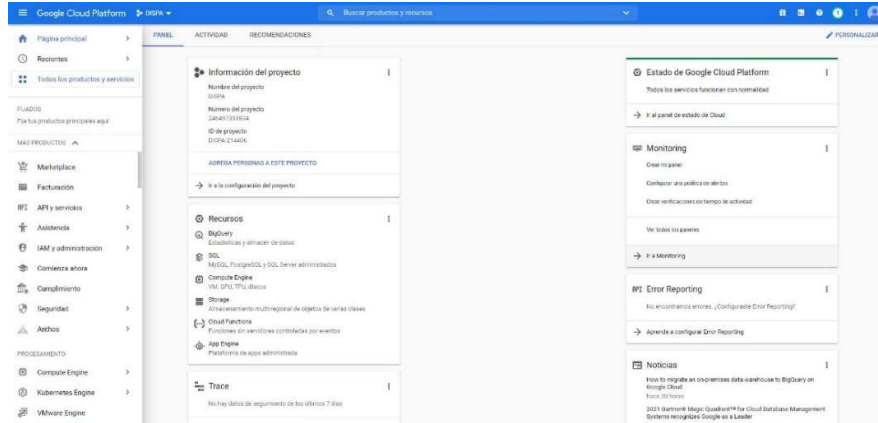 Google Cloud Platform
DISPA
Buscar productos y recursos
Página principal
Recientes
Todos los productos y servicios
FIJADOS
Fija tus productos principales aquí
MÁS PRODUCTOS
Marketplace
Facturación
API API y servicios
Asistencia
IAM y administración
Comienza ahora
Cumplimiento
Seguridad
Anthos
PROCESAMIENTO
Compute Engine
Kubernetes Engine
VMware Engine
PANEL
ACTIVIDAD
RECOMENDACIONES
PERSONALIZAR
Información del proyecto
Nombre del proyecto
DISPA
Número del proyecto
ID de proyecto
DISPA-214406
AGREGA PERSONAS A ESTE PROYECTO
Ir a la configuración del proyecto
Recursos
BigQuery
Estadísticas y almacén de datos
SQL
MySQL, PostgreSQL y SQL Server administrados
Compute Engine
VM, GPU, TPU, discos
Storage
Almacenamiento multirregional de objetos de varias clases
Cloud Functions
Funciones sin servidores controladas por eventos
App Engine
Plataforma de apps administrada
Trace
No hay datos de seguimiento de los últimos 7 días
Estado de Google Cloud Platform
Todos los servicios funcionan con normalidad
Ir al panel de estado de Cloud
Monitoring
Crear mi panel
Configurar una política de alertas
Crear verificaciones de tiempo de actividad
Ver todos los paneles
Ir a Monitoring
Error Reporting
No encontramos errores. ¿Configuraste Error Reporting?
Aprende a configurar Error Reporting
Noticias
How to migrate an on-premises data warehouse to BigQuery on
Google Cloud
hace 20 horas
2021 Gartner® Magic Quadrant™ for Cloud Database Management
Systems recognizes Google as a Leader